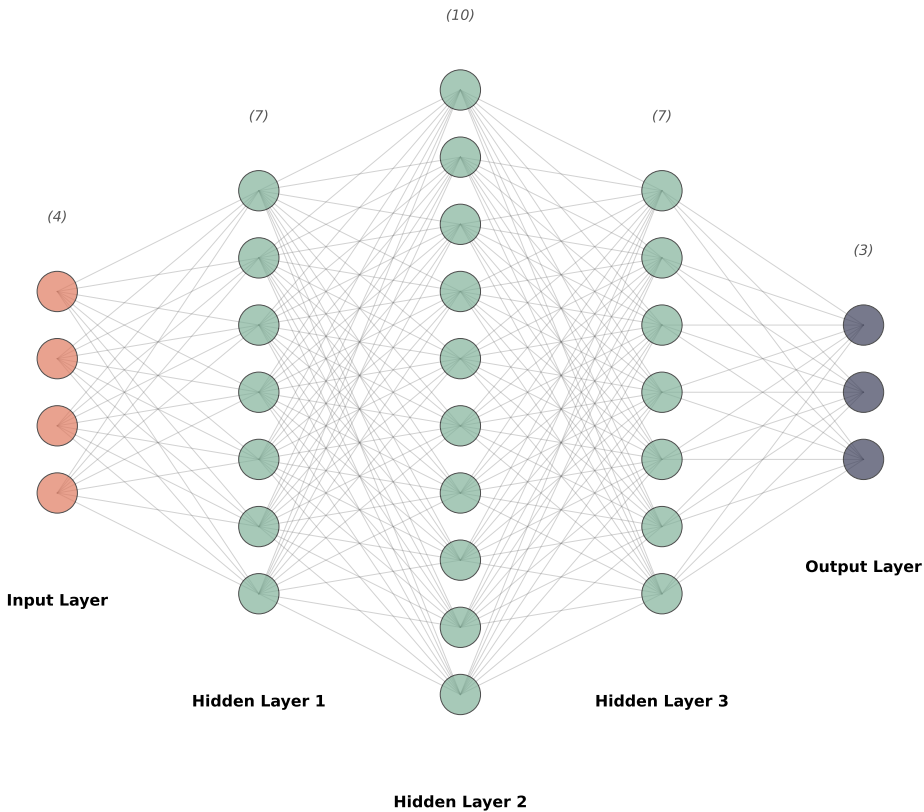 (10)
(7)
(7)
(4)
(3)
Output Layer
Input Layer
Hidden Layer 1
Hidden Layer 3
Hidden Layer 2